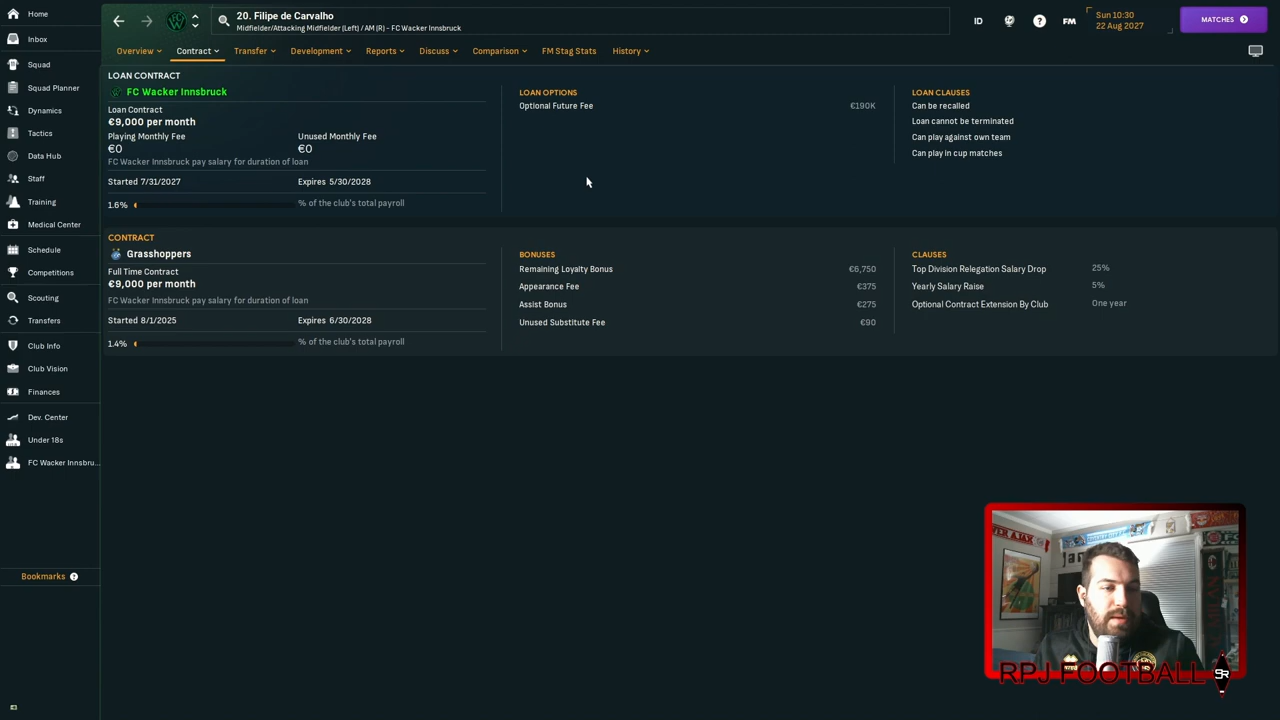 Home
Inbox
Squad
Squad Planner
Dynamics
Tactics
Data Hub
Staff
Training
Medical Center
Schedule
Competitions
Scouting
Transfers
Club Info
Club Vision
Finances
Dev. Center
Under 18s
FC Wacker Innsbru...
Bookmarks ?
20. Filipe de Carvalho
Midfielder/Attacking Midfielder (Left) / AM (R) - FC Wacker Innsbruck
ID
?
FM
Sun 10:30
22 Aug 2027
MATCHES
Overview
Contract
Transfer
Development
Reports
Discuss
Comparison
FM Stag Stats
History
LOAN CONTRACT
FC Wacker Innsbruck
Loan Contract
€9,000 per month
Playing Monthly Fee Unused Monthly Fee
€0 €0
FC Wacker Innsbruck pay salary for duration of loan
Started 7/31/2027 Expires 5/30/2028
1.6% % of the club's total payroll
LOAN OPTIONS
Optional Future Fee €190K
LOAN CLAUSES
Can be recalled
Loan cannot be terminated
Can play against own team
Can play in cup matches
CONTRACT
Grasshoppers
Full Time Contract
€9,000 per month
FC Wacker Innsbruck pay salary for duration of loan
Started 8/1/2025 Expires 6/30/2028
1.4% % of the club's total payroll
BONUSES
Remaining Loyalty Bonus €6,750
Appearance Fee €375
Assist Bonus €275
Unused Substitute Fee €90
CLAUSES
Top Division Relegation Salary Drop 25%
Yearly Salary Raise 5%
Optional Contract Extension By Club One year
RPJ FOOTBALL